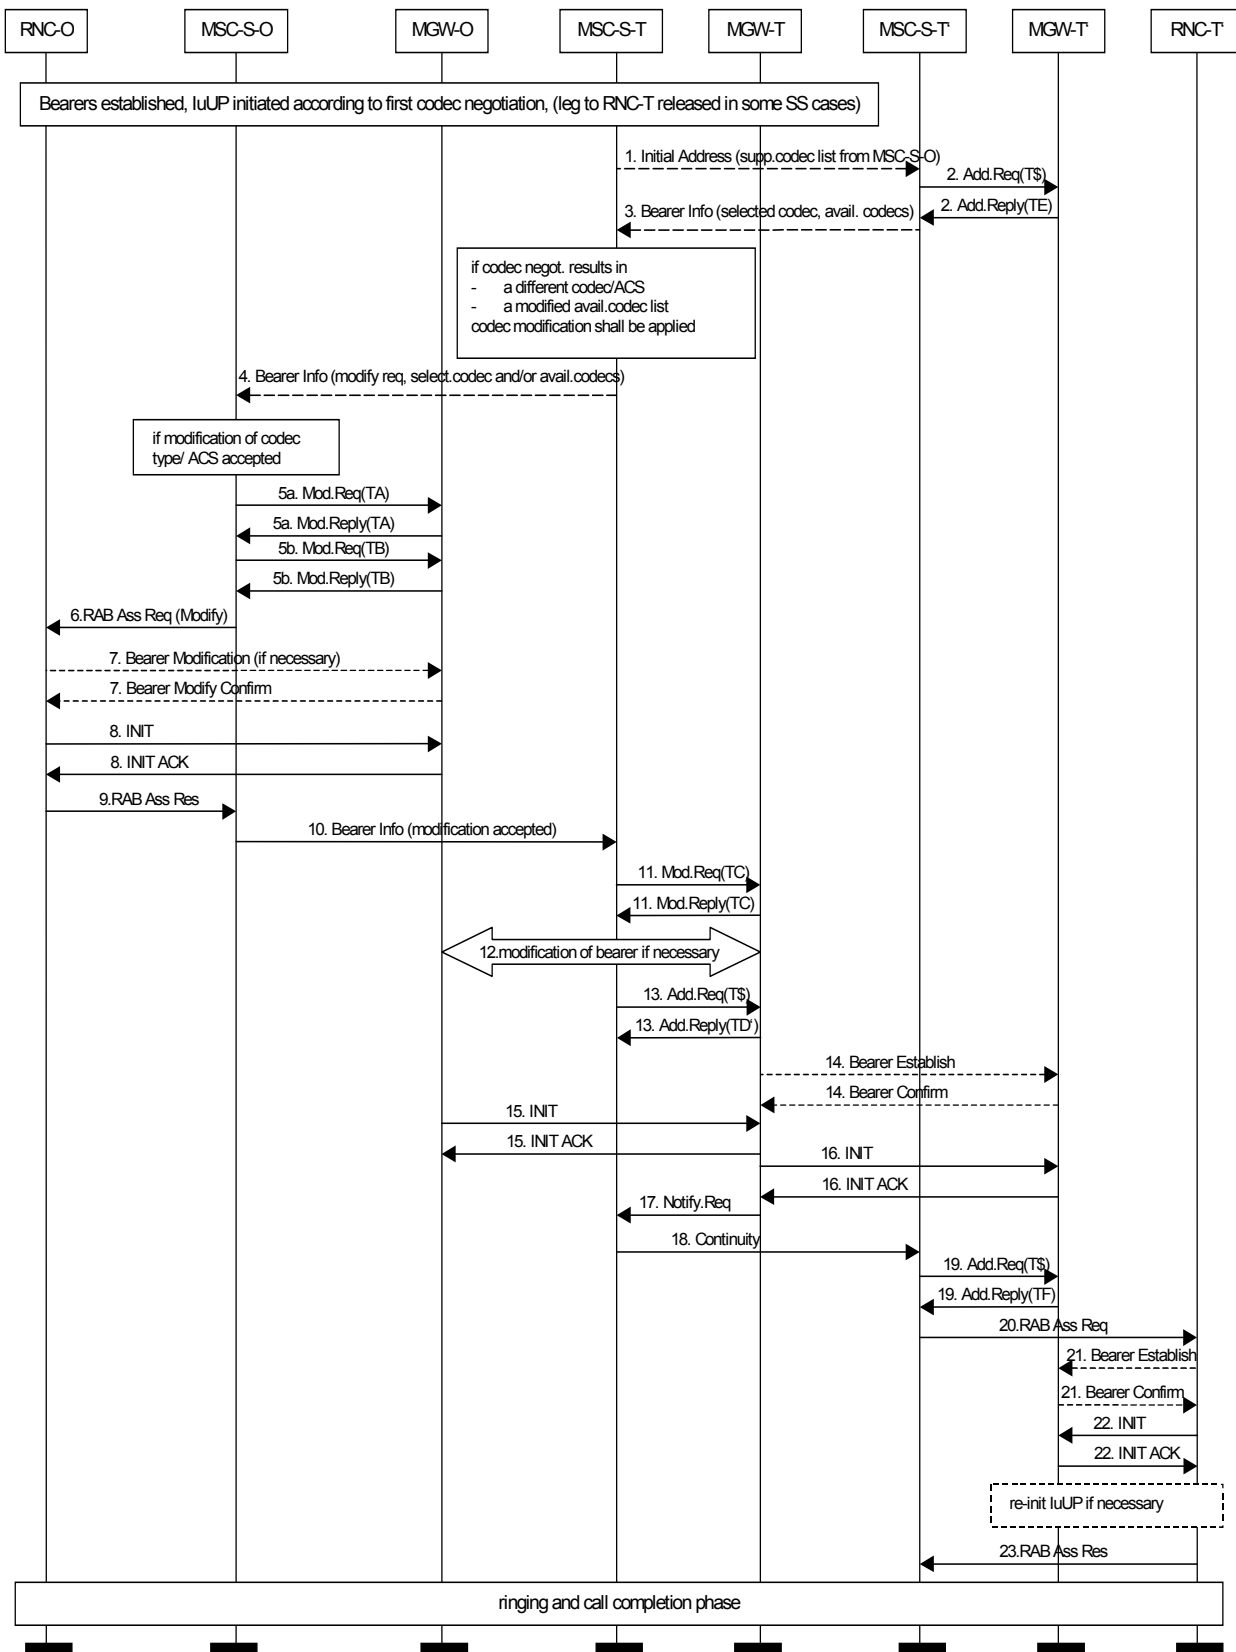 RNC-O MSC-S-O MGW-O MSC-S-T MGW-T MSC-S-T' MGW-T' RNC-T'
Bearers established, IuUP initiated according to first codec negotiation, (leg to RNC-T released in some SS cases)
1. Initial Address (supp.codec list from MSC-S-O)
2. Add.Req(T$)
2. Add.Reply(TE)
3. Bearer Info (selected codec, avail. codecs)
if codec negot. results in
- a different codec/ACS
- a modified avail.codec list
codec modification shall be applied
4. Bearer Info (modify req, select.codec and/or avail.codecs)
if modification of codec
type/ ACS accepted
5a. Mod.Req(TA)
5a. Mod.Reply(TA)
5b. Mod.Req(TB)
5b. Mod.Reply(TB)
6.RAB Ass Req (Modify)
7. Bearer Modification (if necessary)
7. Bearer Modify Confirm
8. INIT
8. INIT ACK
9.RAB Ass Res
10. Bearer Info (modification accepted)
11. Mod.Req(TC)
11. Mod.Reply(TC)
12.modification of bearer if necessary
13. Add.Req(T$)
13. Add.Reply(TD')
14. Bearer Establish
14. Bearer Confirm
15. INIT
15. INIT ACK
16. INIT
16. INIT ACK
17. Notify.Req
18. Continuity
19. Add.Req(T$)
19. Add.Reply(TF)
20.RAB Ass Req
21. Bearer Establish
21. Bearer Confirm
22. INIT
22. INIT ACK
re-init IuUP if necessary
23.RAB Ass Res
ringing and call completion phase